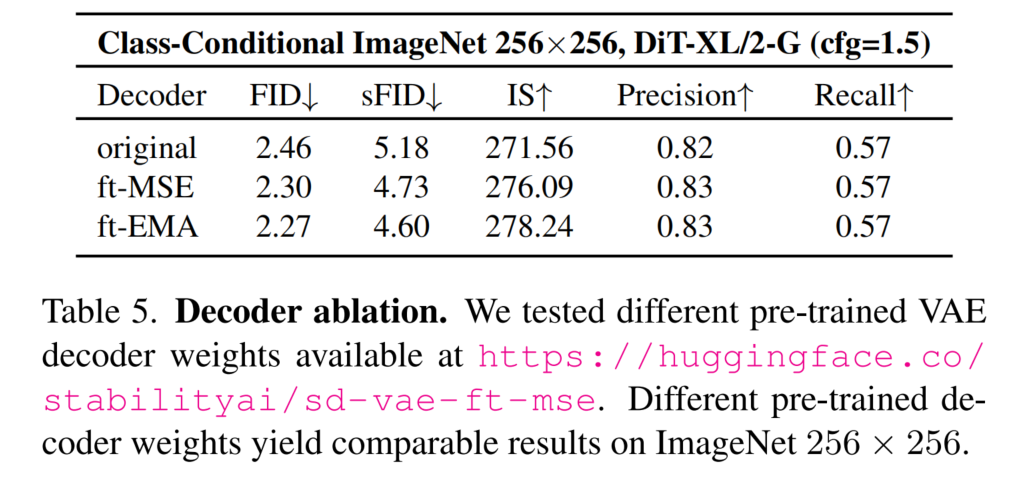 Class-Conditional ImageNet 256×256, DiT-XL/2-G (cfg=1.5)
Decoder FID↓ sFID↓ IS↑ Precision↑ Recall↑
original 2.46 5.18 271.56 0.82 0.57
ft-MSE 2.30 4.73 276.09 0.83 0.57
ft-EMA 2.27 4.60 278.24 0.83 0.57
Table 5. Decoder ablation. We tested different pre-trained VAE
decoder weights available at https://huggingface.co/
stabilityai/sd-vae-ft-mse. Different pre-trained de-
coder weights yield comparable results on ImageNet 256 × 256.